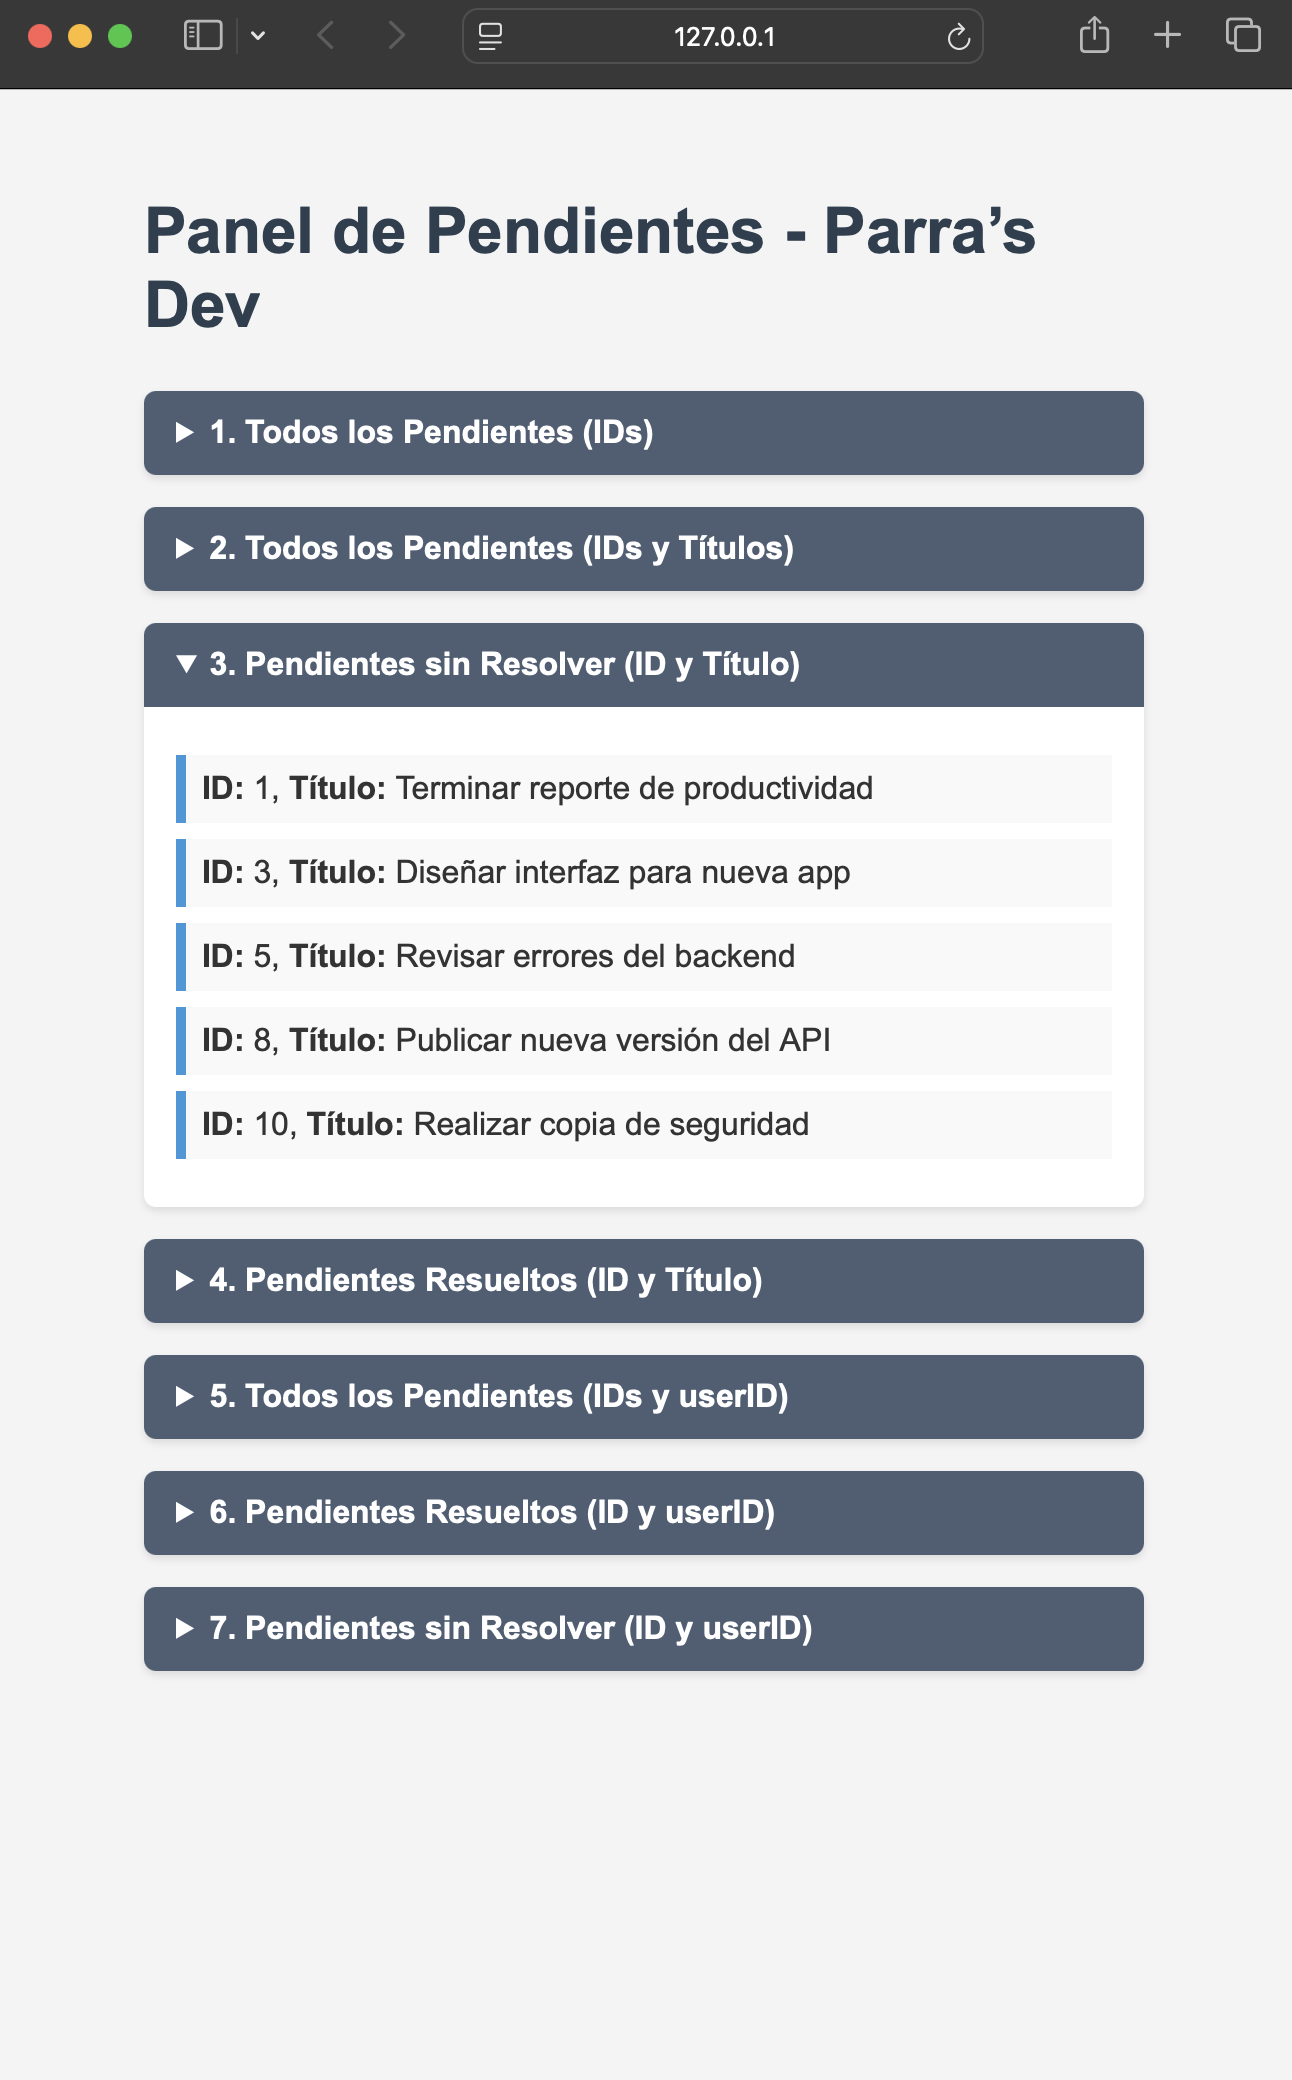 127.0.0.1
Panel de Pendientes - Parra’s
Dev
1. Todos los Pendientes (IDs)
2. Todos los Pendientes (IDs y Títulos)
3. Pendientes sin Resolver (ID y Título)
ID: 1, Título: Terminar reporte de productividad
ID: 3, Título: Diseñar interfaz para nueva app
ID: 5, Título: Revisar errores del backend
ID: 8, Título: Publicar nueva versión del API
ID: 10, Título: Realizar copia de seguridad
4. Pendientes Resueltos (ID y Título)
5. Todos los Pendientes (IDs y userID)
6. Pendientes Resueltos (ID y userID)
7. Pendientes sin Resolver (ID y userID)